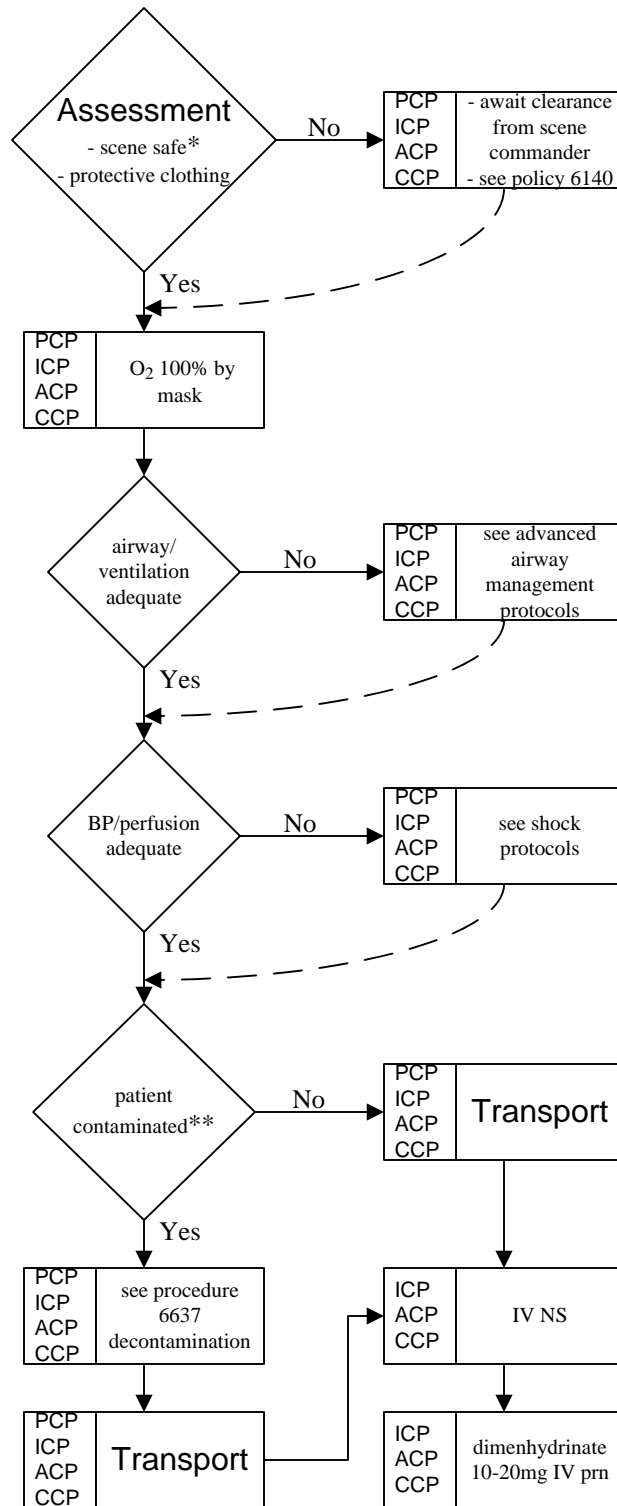 Assessment
- scene safe*
- protective clothing
No
PCP
ICP
ACP
CCP
- await clearance
from scene
commander
- see policy 6140
Yes
PCP
ICP
ACP
CCP
O2 100% by
mask
airway/
ventilation
adequate
No
PCP
ICP
ACP
CCP
see advanced
airway
management
protocols
Yes
BP/perfusion
adequate
No
PCP
ICP
ACP
CCP
see shock
protocols
Yes
patient
contaminated**
No
PCP
ICP
ACP
CCP
Transport
Yes
PCP
ICP
ACP
CCP
see procedure
6637
decontamination
ICP
ACP
CCP
IV NS
PCP
ICP
ACP
CCP
Transport
ICP
ACP
CCP
dimenhydrinate
10-20mg IV prn